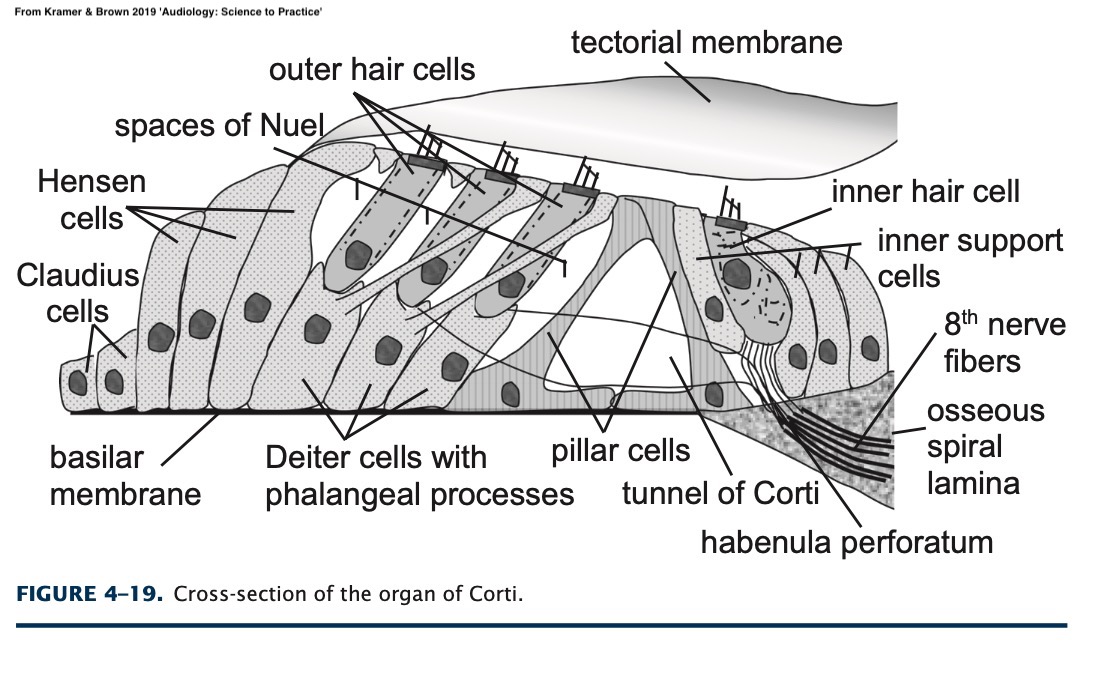 From Kramer & Brown 2019 'Audiology: Science to Practice'
tectorial membrane
outer hair cells
spaces of Nuel
Hensen
cells
inner hair cell
inner support
cells
Claudius
cells
8th nerve
fibers
osseous
spiral
lamina
basilar
membrane
Deiter cells with
phalangeal processes
pillar cells
tunnel of Corti
habenula perforatum
FIGURE 4–19. Cross-section of the organ of Corti.